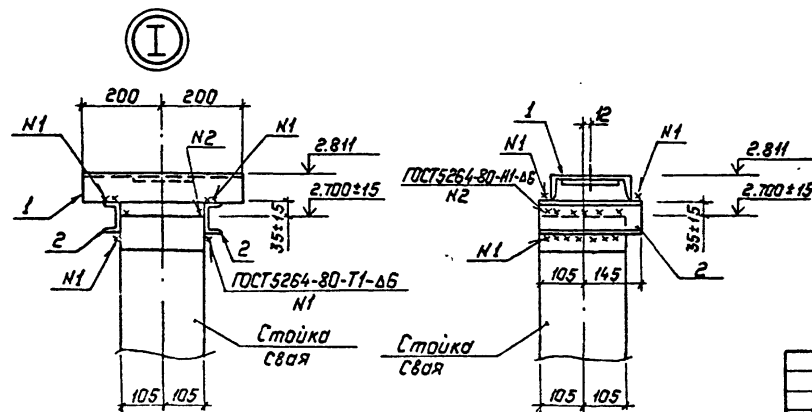 I
200 200
N1
N2
N1
2.811
2.700±15
1
35±15
2
2
N1
ГОСТ5264-80-Т1-Δ6
N1
Стойка
свая
105 105
1
12
N1
N1
2.811
ГОСТ5264-80-Н1-Δ6
N2
2.700±15
35±15
N1
105 145
2
Стойка
свая
105 105